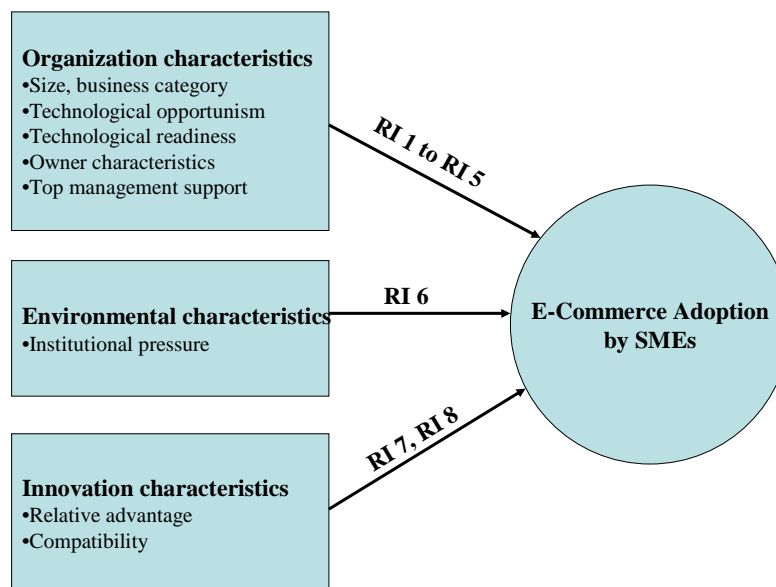 Organization characteristics
•Size, business category
•Technological opportunism
•Technological readiness
•Owner characteristics
•Top management support
RI 1 to RI 5
Environmental characteristics
•Institutional pressure
RI 6
E-Commerce Adoption
by SMEs
Innovation characteristics
•Relative advantage
•Compatibility
RI 7, RI 8